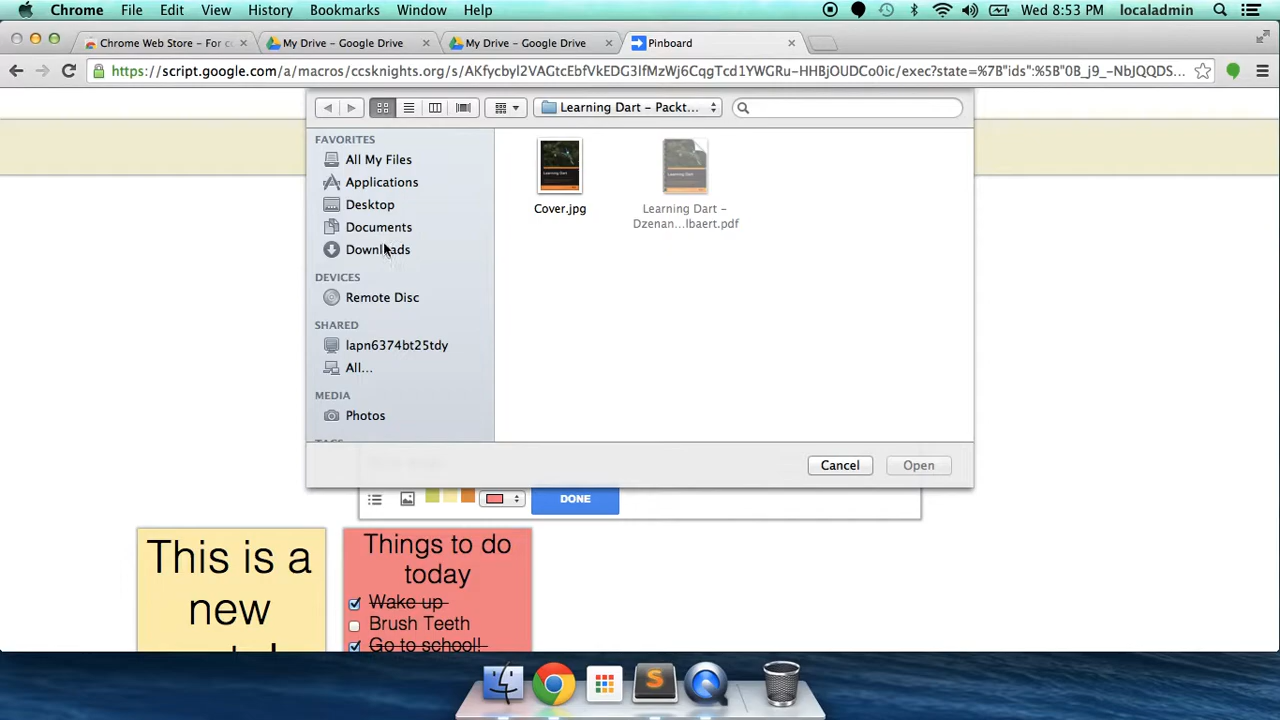 Chrome File Edit View History Bookmarks Window Help Wed 8:53 PM localadmin
Chrome Web Store – For c My Drive – Google Drive My Drive – Google Drive Pinboard
https://script.google.com/a/macros/ccsknights.org/s/AKfycbyl2VAGtcEbfVkEDG3IfMzWj6CqgTcd1YWGRu-HHBjOUDCo0ic/exec?state=%7B"ids":%5B"0B_j9_-NbJQQDS...
Learning Dart – Packt...
FAVORITES
All My Files
Applications
Desktop
Documents
Downloads
DEVICES
Remote Disc
SHARED
lapn6374bt25tdy
All...
MEDIA
Photos
Cover.jpg
Learning Dart –
Dzenan...lbaert.pdf
Cancel Open
DONE
This is a
new
Things to do
today
Wake up
Brush Teeth
Go to school!